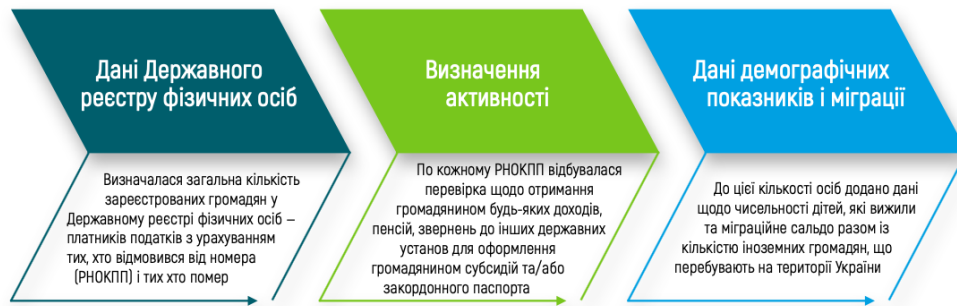 Дані Державного
реєстру фізичних осіб
Визначалася загальна кількість
зареєстрованих громадян у
Державному реєстрі фізичних осіб –
платників податків з урахуванням
тих, хто відмовився від номера
(РНОКПП) і тих хто помер
Визначення
активності
По кожному РНОКПП відбувалася
перевірка щодо отримання
громадянином будь-яких доходів,
пенсій, звернень до інших державних
установ для оформлення
громадянином субсидій та/або
закордонного паспорта
Дані демографічних
показників і міграції
До цієї кількості осіб додано дані
щодо чисельності дітей, які вижили
та міграційне сальдо разом із
кількістю іноземних громадян, що
перебувають на території України